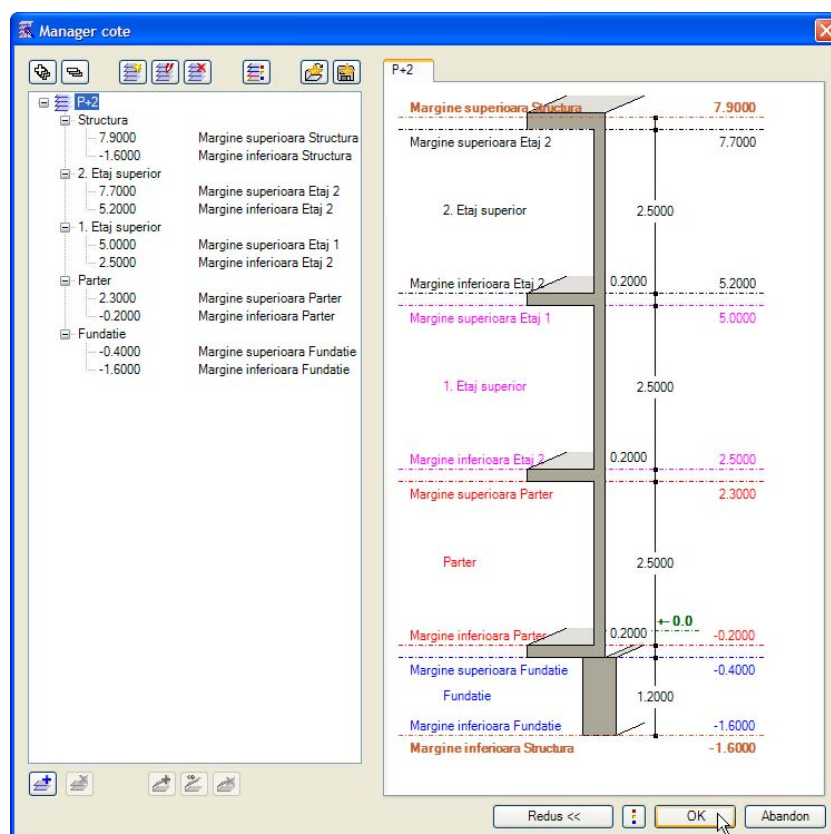 Manager cote
P+2
Structura
7.9000 Margine superioara Structura
-1.6000 Margine inferioara Structura
2. Etaj superior
7.7000 Margine superioara Etaj 2
5.2000 Margine inferioara Etaj 2
1. Etaj superior
5.0000 Margine superioara Etaj 1
2.5000 Margine inferioara Etaj 2
Parter
2.3000 Margine superioara Parter
-0.2000 Margine inferioara Parter
Fundatie
-0.4000 Margine superioara Fundatie
-1.6000 Margine inferioara Fundatie
P+2
Margine superioara Structura 7.9000
Margine superioara Etaj 2 7.7000
2. Etaj superior 2.5000
Margine inferioara Etaj 2 0.2000 5.2000
Margine superioara Etaj 1 5.0000
1. Etaj superior 2.5000
Margine inferioara Etaj 2 0.2000 2.5000
Margine superioara Parter 2.3000
Parter 2.5000
+- 0.0
Margine inferioara Parter 0.2000 -0.2000
Margine superioara Fundatie -0.4000
Fundatie 1.2000
Margine inferioara Fundatie -1.6000
Margine inferioara Structura -1.6000
Redus << OK Abandon